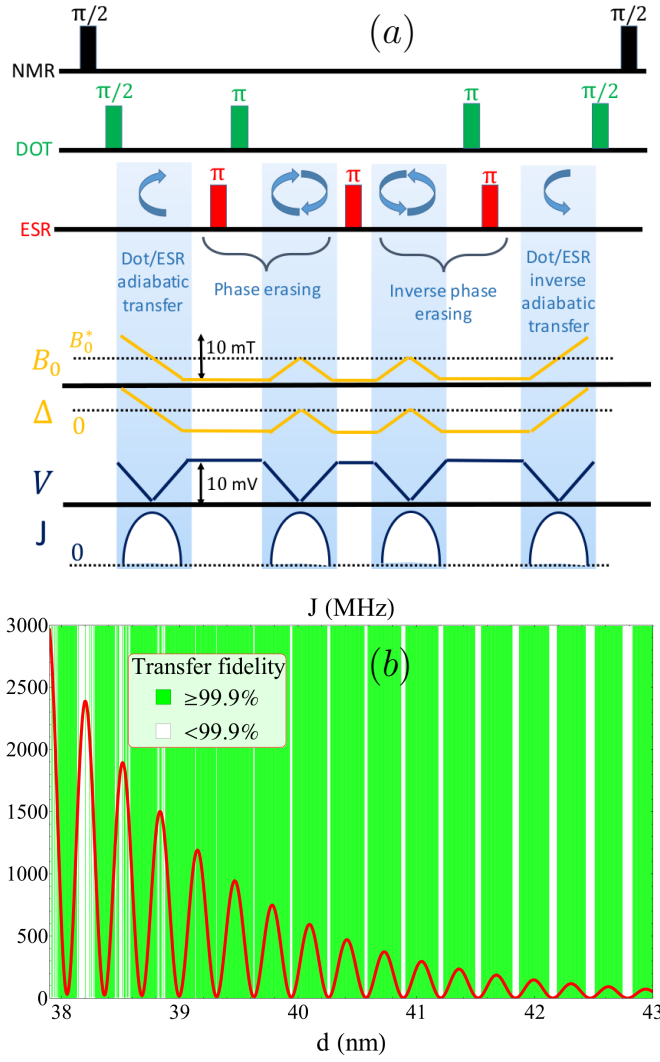 (a)
π/2 π/2
NMR
π/2 π π π/2
DOT
π π π
ESR
Dot/ESR
adiabatic
transfer
Phase erasing
Inverse phase
erasing
Dot/ESR
inverse
adiabatic
transfer
B₀*
B₀
10 mT
Δ
0
V
10 mV
J
0
J (MHz)
(b)
Transfer fidelity
≥99.9%
<99.9%
3000
2500
2000
1500
1000
500
0
38 39 40 41 42 43
d (nm)